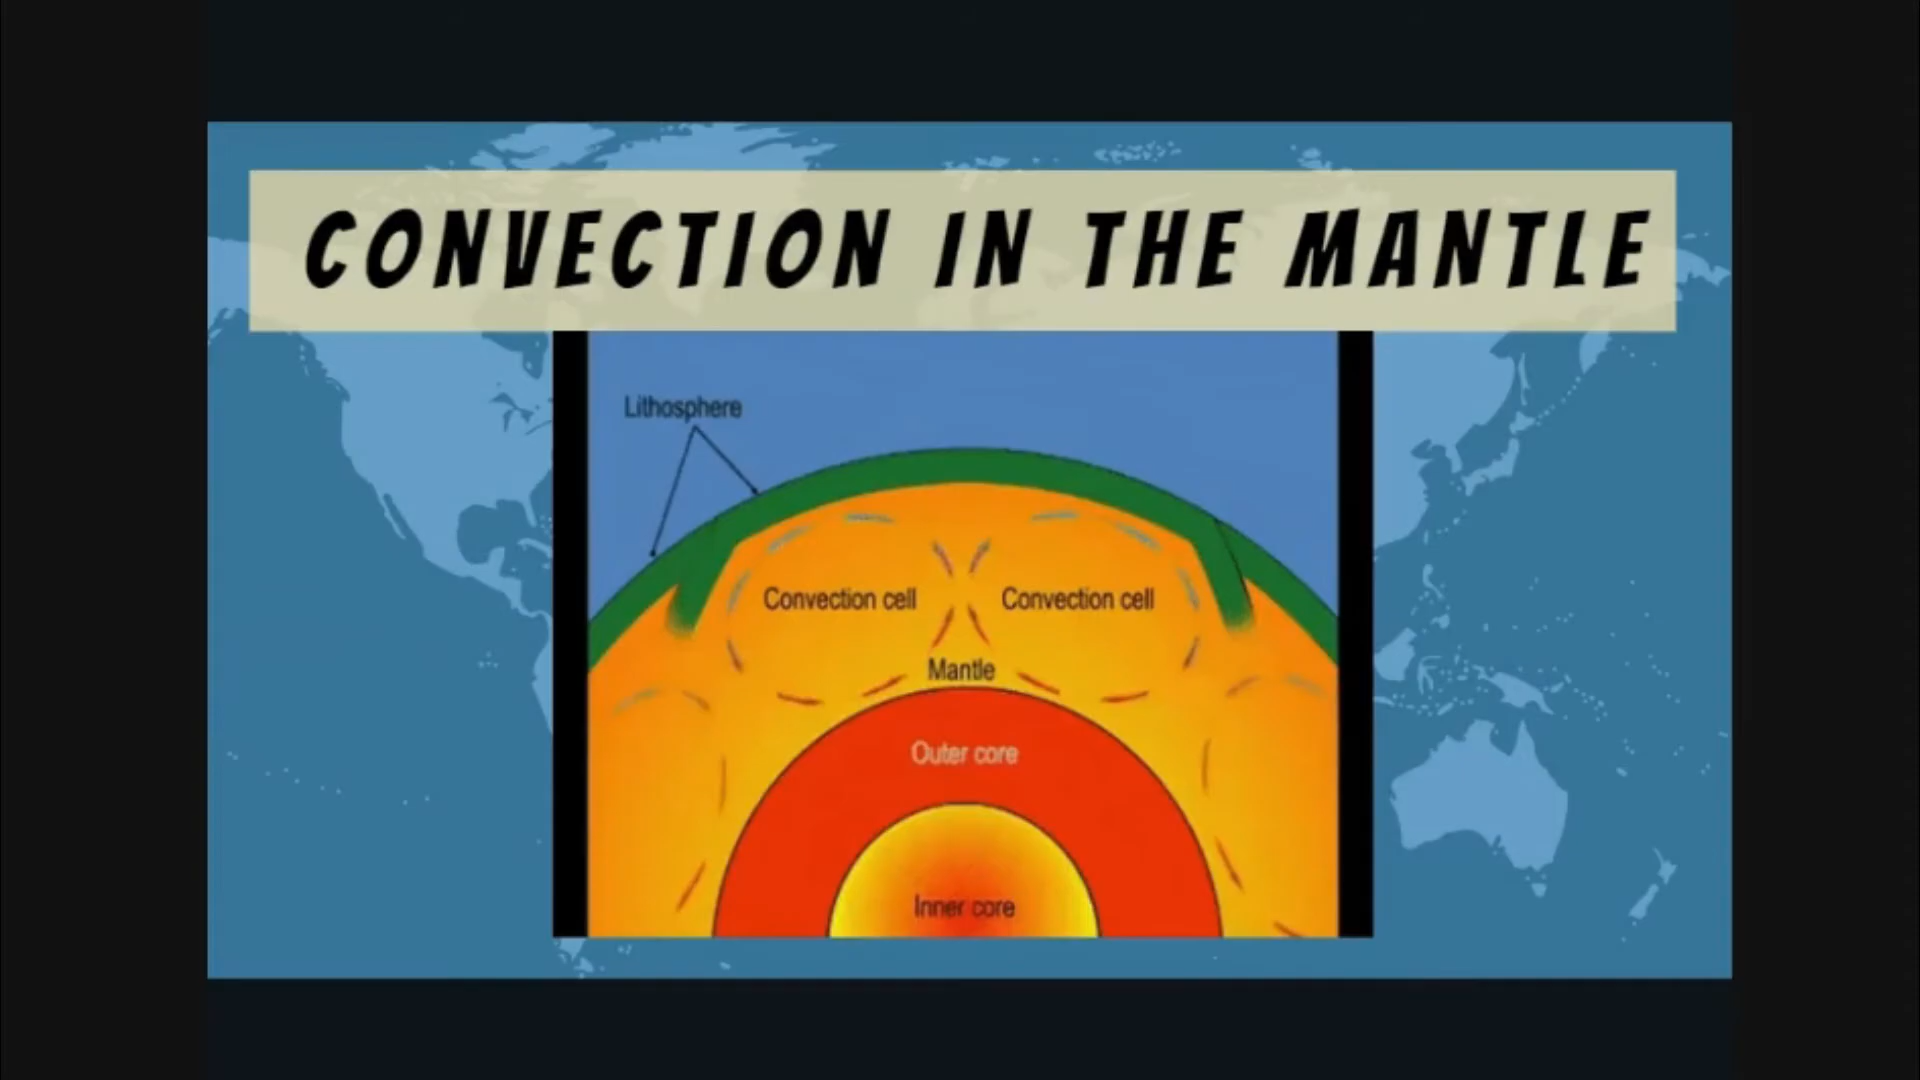 CONVECTION IN THE MANTLE
Lithosphere
Convection cell
Convection cell
Mantle
Outer core
Inner core